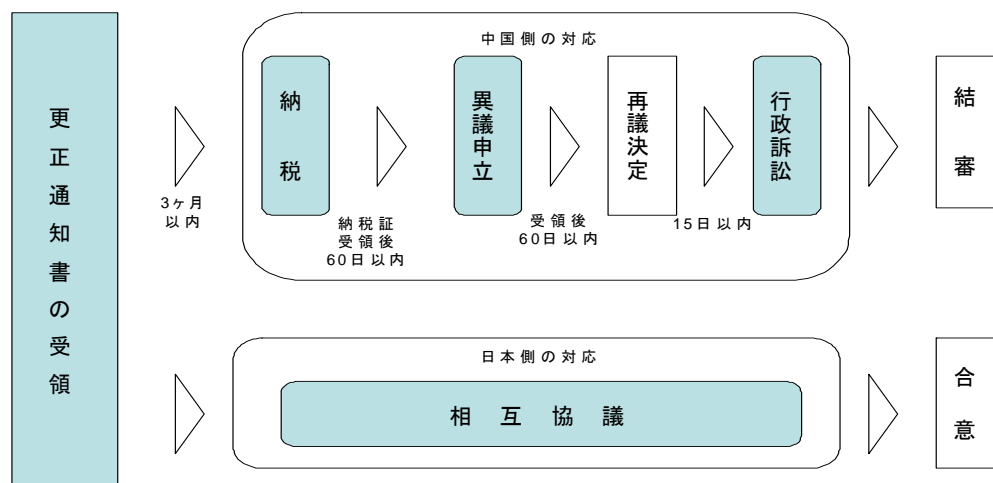 更正通知書の受領
3ヶ月
以内
中国側の対応
納税
納税証
受領後
60日以内
異議申立
受領後
60日以内
再議決定
15日以内
行政訴訟
結審
日本側の対応
相互協議
合意